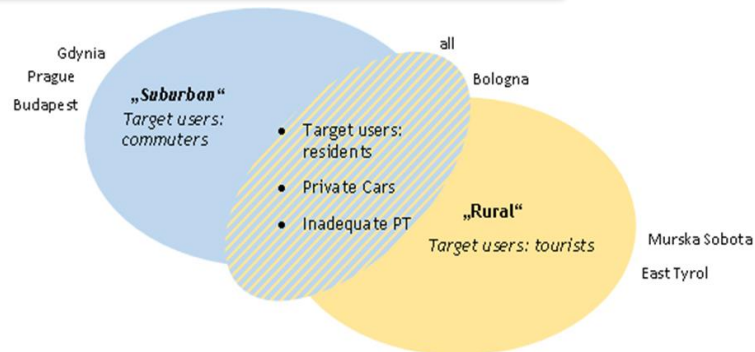 Gdynia
Prague
Budapest
„Suburban“
Target users:
commuters
all
Bologna
• Target users:
residents
• Private Cars
• Inadequate PT
„Rural“
Target users: tourists
Murska Sobota
East Tyrol